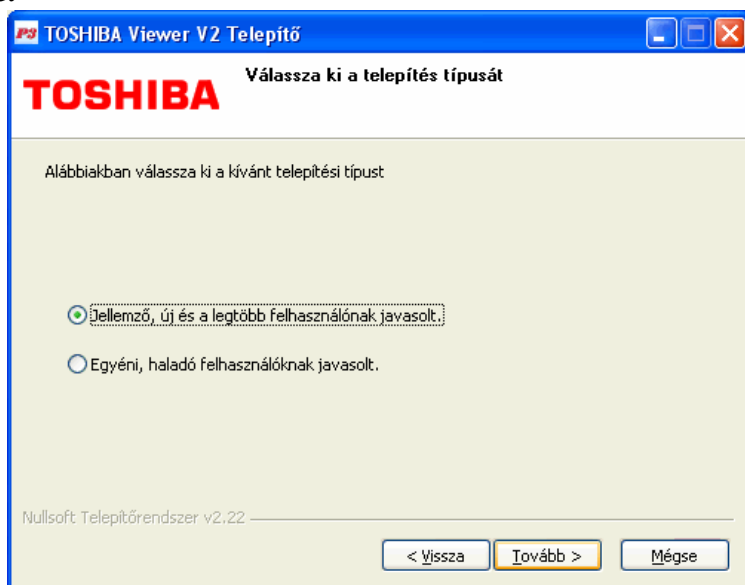 TOSHIBA Viewer V2 Telepítő
TOSHIBA
Válassza ki a telepítés típusát
Alábbiakban válassza ki a kívánt telepítési típust
Jellemző, új és a legtöbb felhasználónak javasolt.
Egyéni, haladó felhasználóknak javasolt.
Nullsoft Telepítőrendszer v2.22
< Vissza
Tovább >
Mégse